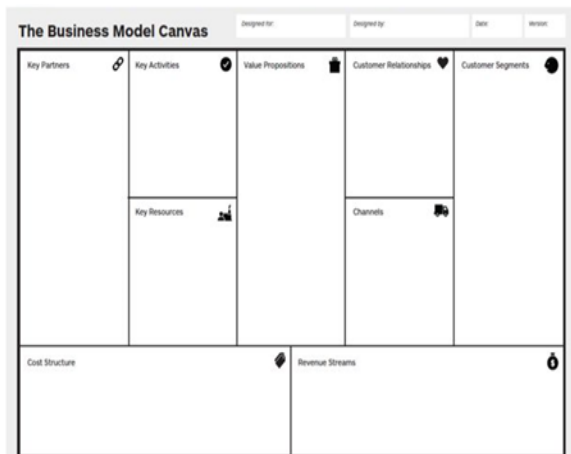 The Business Model Canvas
Designed for:
Designed by:
Date:
Version:
Key Partners
Key Activities
Value Propositions
Customer Relationships
Customer Segments
Key Resources
Channels
Cost Structure
Revenue Streams